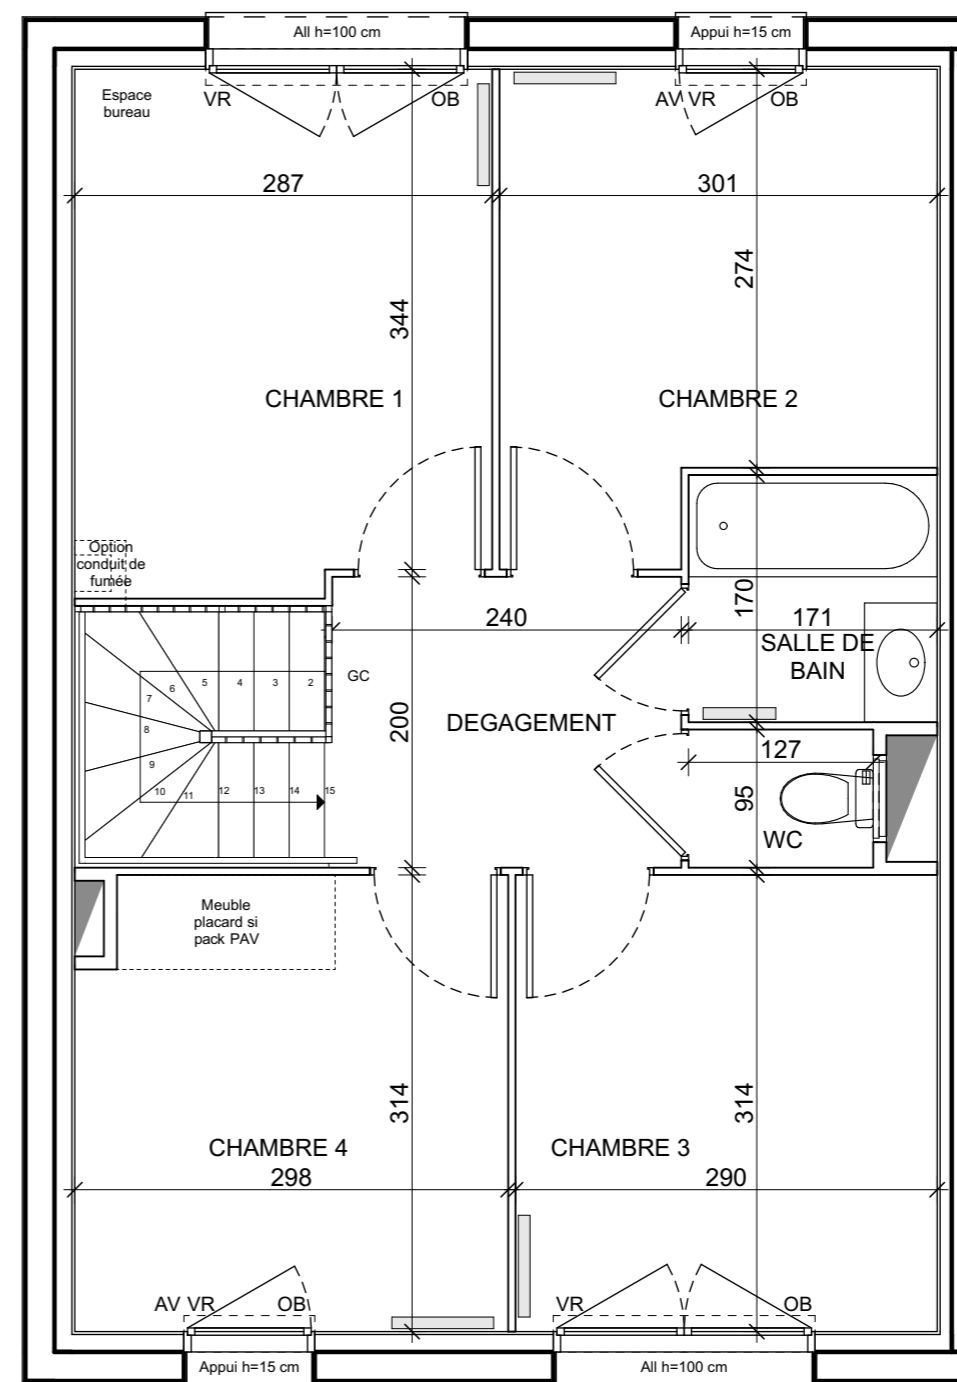 All h=100 cm
Appui h=15 cm
Espace
bureau
VR
OB
AV VR
OB
287
301
274
344
CHAMBRE 1
CHAMBRE 2
Option
conduit de
fumée
170
240
171
SALLE DE
BAIN
GC
5
4
3
2
6
7
8
9
10
11
12
13
14
15
200
DEGAGEMENT
127
95
WC
Meuble
placard si
pack PAV
314
314
CHAMBRE 4
CHAMBRE 3
298
290
AV VR
OB
VR
OB
Appui h=15 cm
All h=100 cm